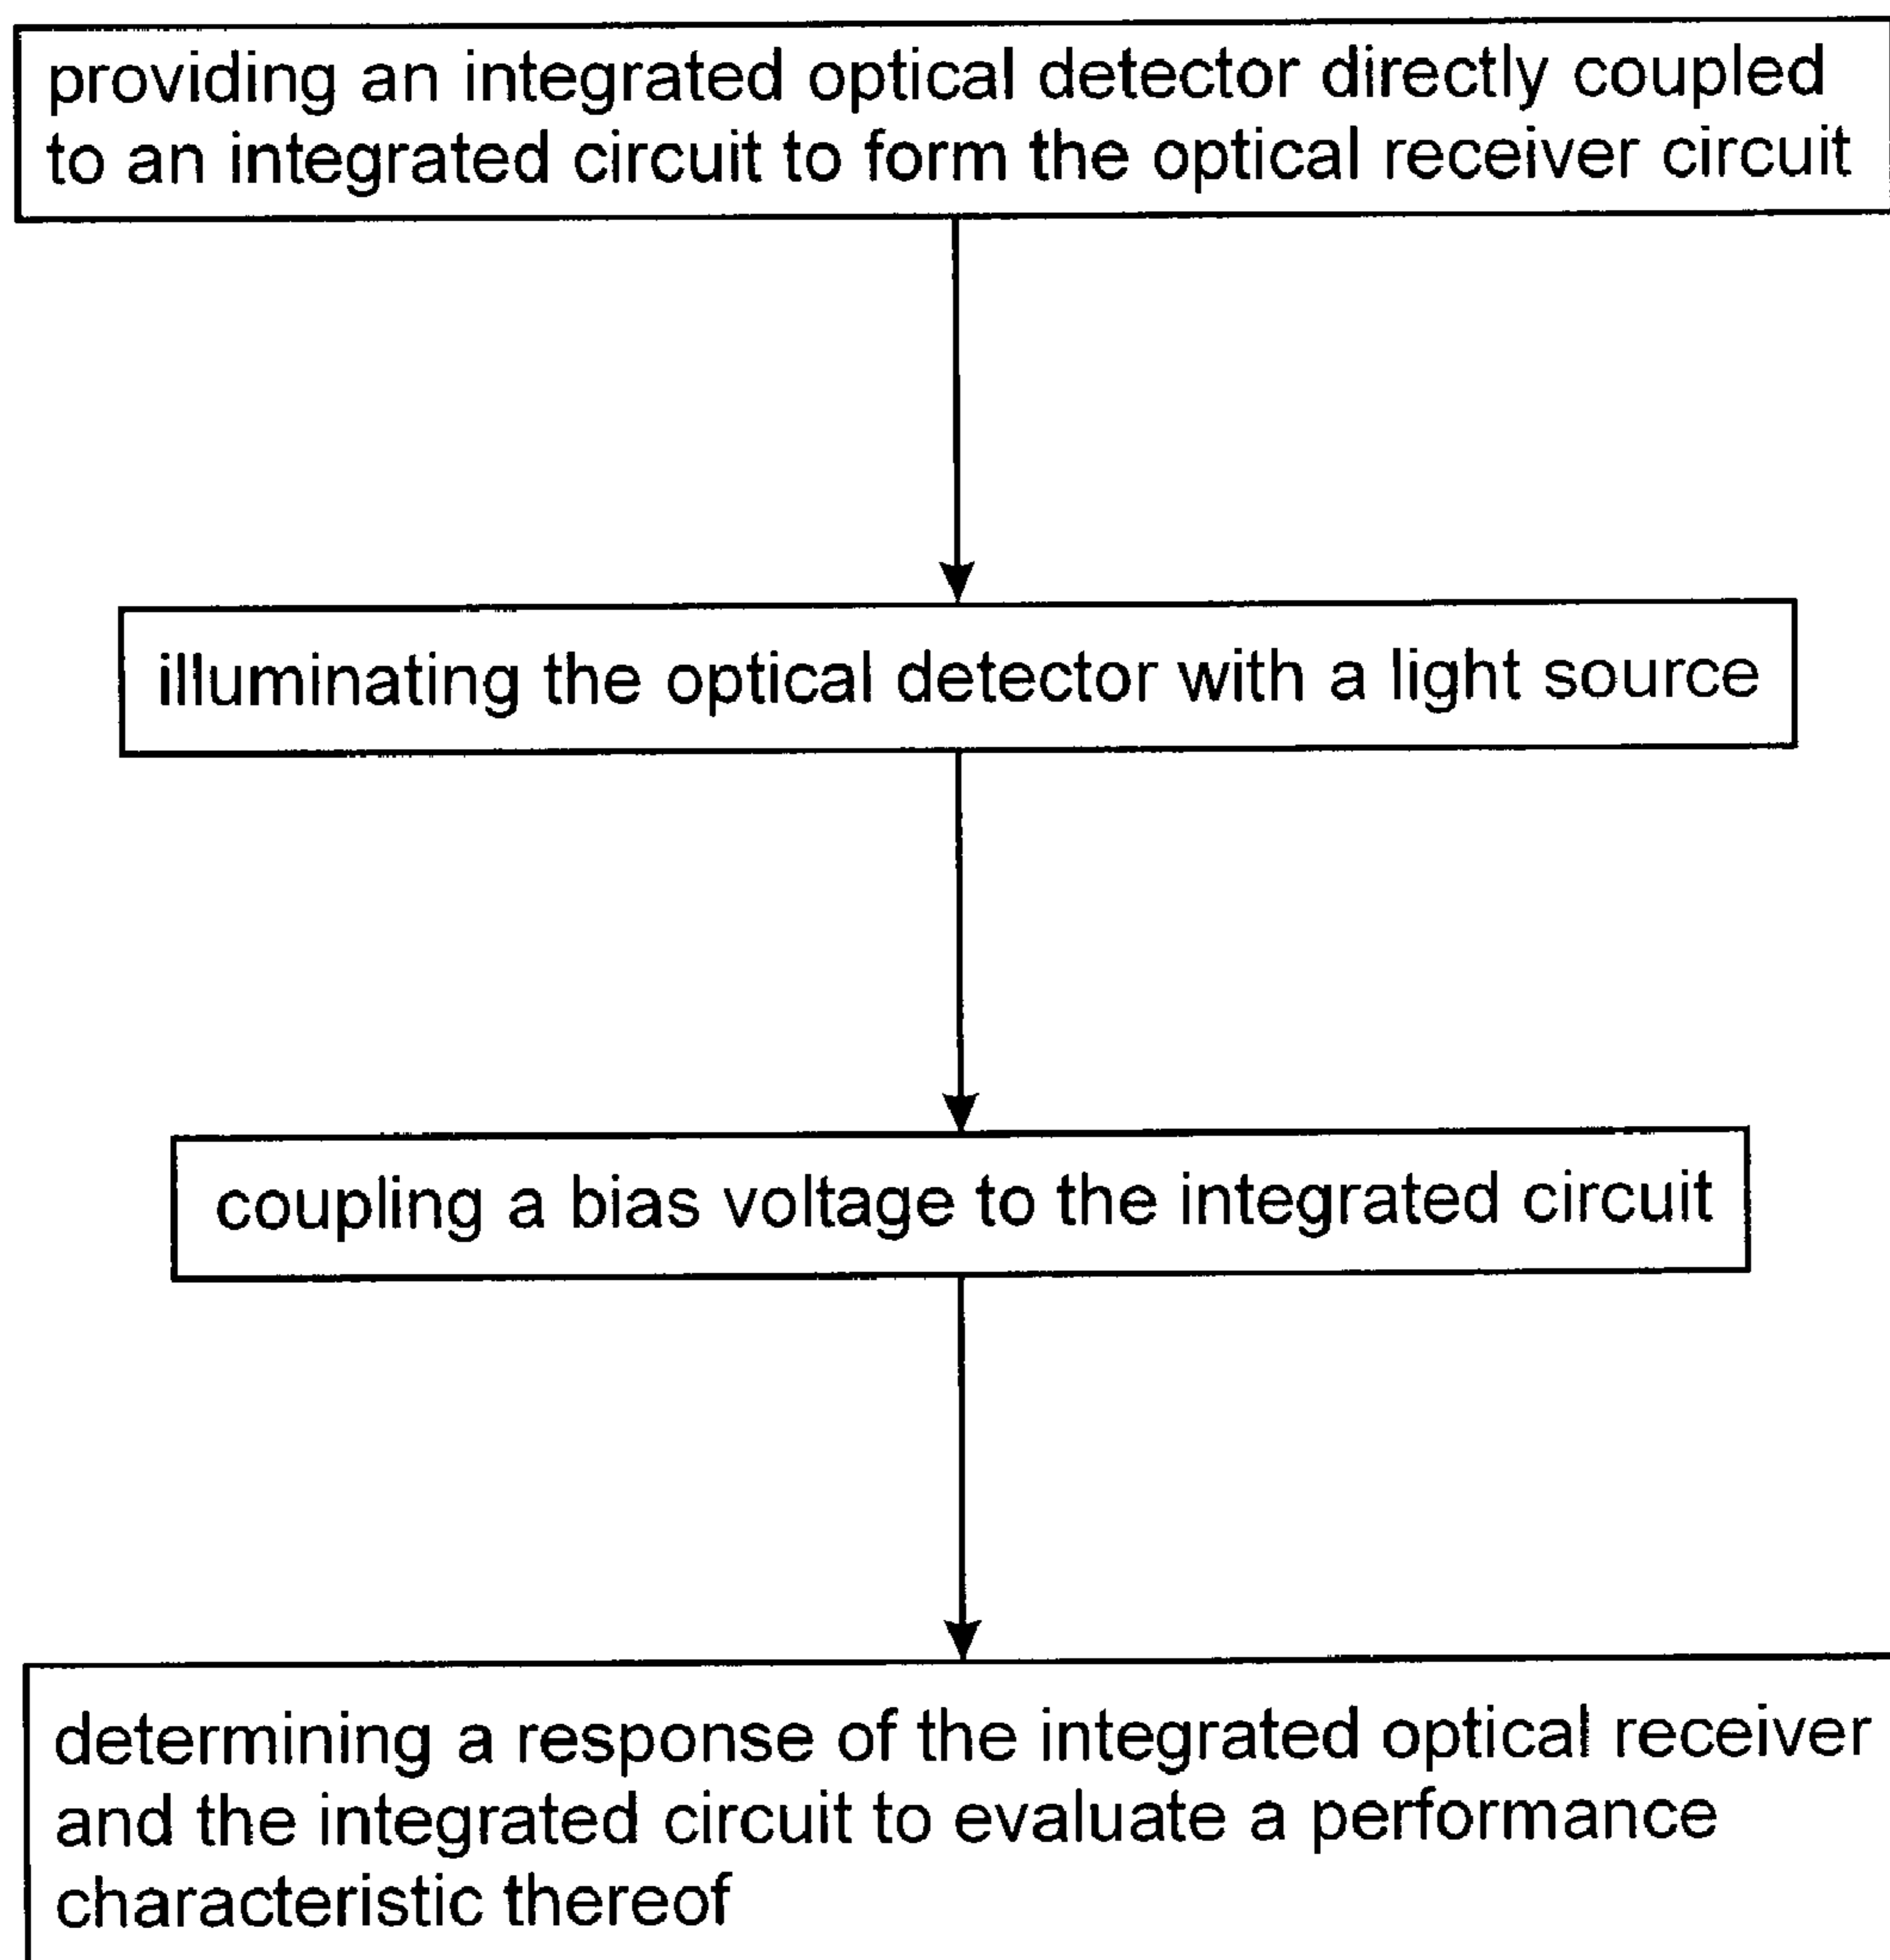 providing an integrated optical detector directly coupled
to an integrated circuit to form the optical receiver circuit
illuminating the optical detector with a light source
coupling a bias voltage to the integrated circuit
determining a response of the integrated optical receiver
and the integrated circuit to evaluate a performance
characteristic thereof